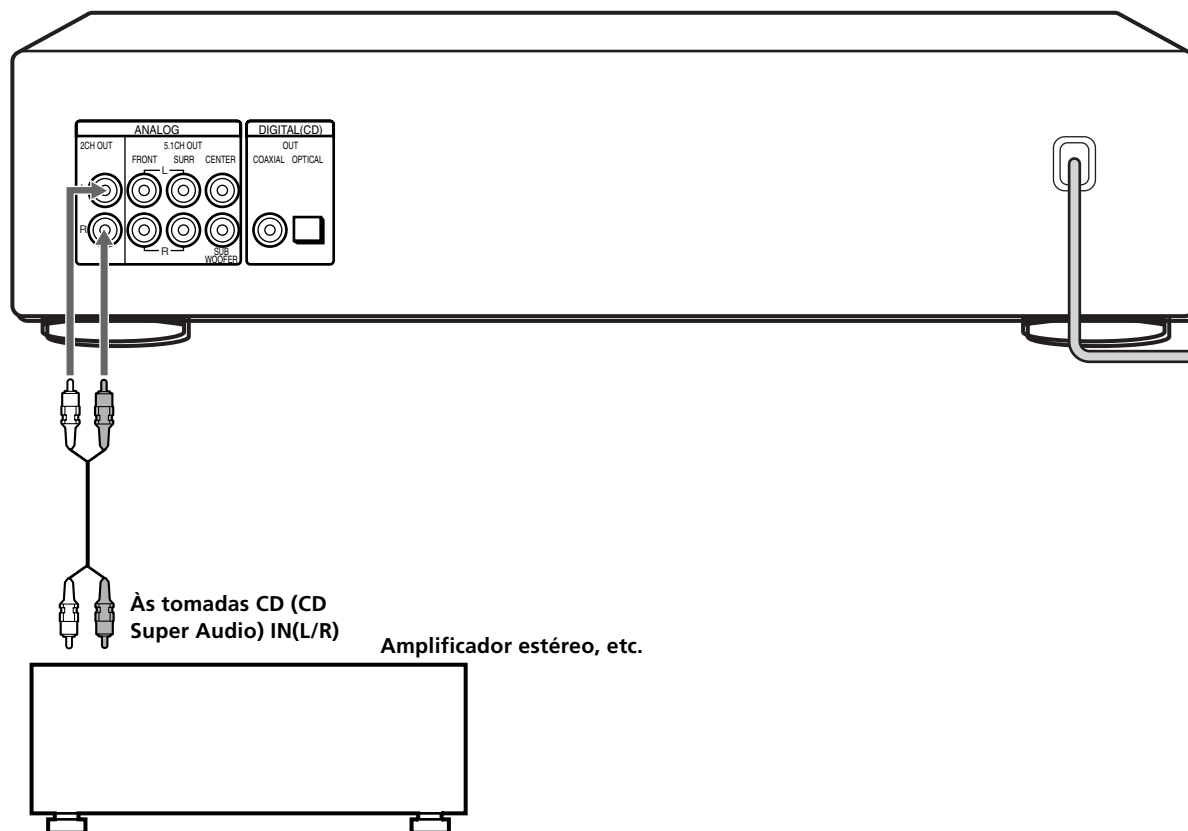 ANALOG
DIGITAL(CD)
2CH OUT
5.1CH OUT
OUT
FRONT
SURR
CENTER
COAXIAL
OPTICAL
L
R
R
SUB
WOOFER
Às tomadas CD (CD
Super Audio) IN(L/R)
Amplificador estéreo, etc.